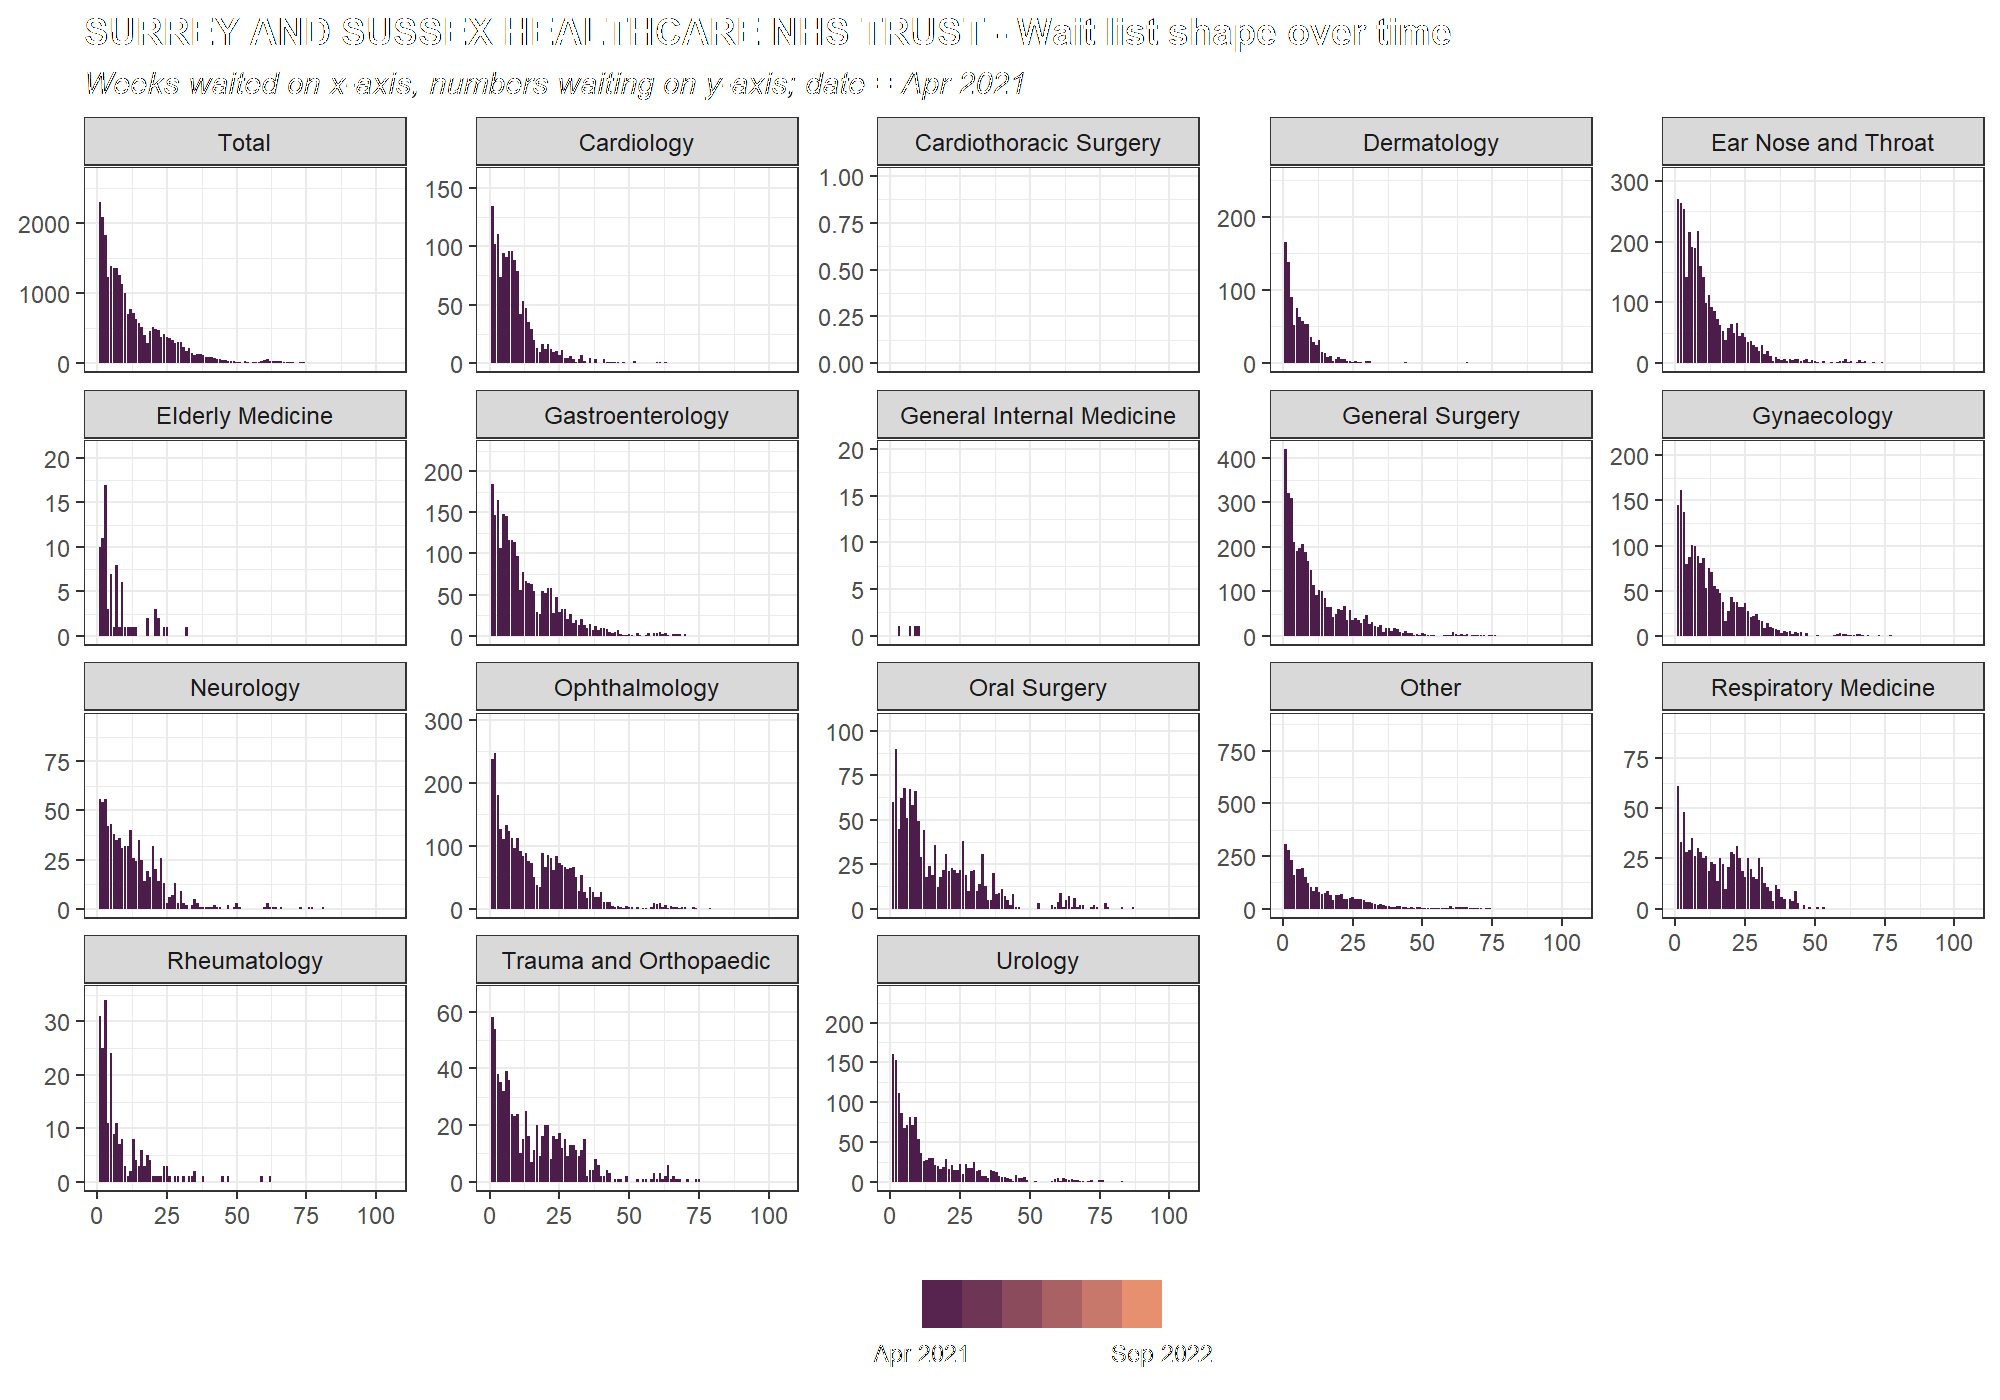 SURREY AND SUSSEX HEALTHCARE NHS TRUST - Wait list shape over time
Weeks waited on x-axis, numbers waiting on y-axis; date = Apr 2021
Total Cardiology Cardiothoracic Surgery Dermatology Ear Nose and Throat
2000 1000 0
150 100 50 0
1.00 0.75 0.50 0.25 0.00
200 100 0
300 200 100 0
Elderly Medicine Gastroenterology General Internal Medicine General Surgery Gynaecology
20 15 10 5 0
200 150 100 50 0
20 15 10 5 0
400 300 200 100 0
200 150 100 50 0
Neurology Ophthalmology Oral Surgery Other Respiratory Medicine
75 50 25 0
300 200 100 0
100 75 50 25 0
750 500 250 0
75 50 25 0
0 25 50 75 100 0 25 50 75 100
Rheumatology Trauma and Orthopaedic Urology
30 20 10 0
60 40 20 0
200 150 100 50 0
0 25 50 75 100 0 25 50 75 100 0 25 50 75 100
Apr 2021 Sep 2022